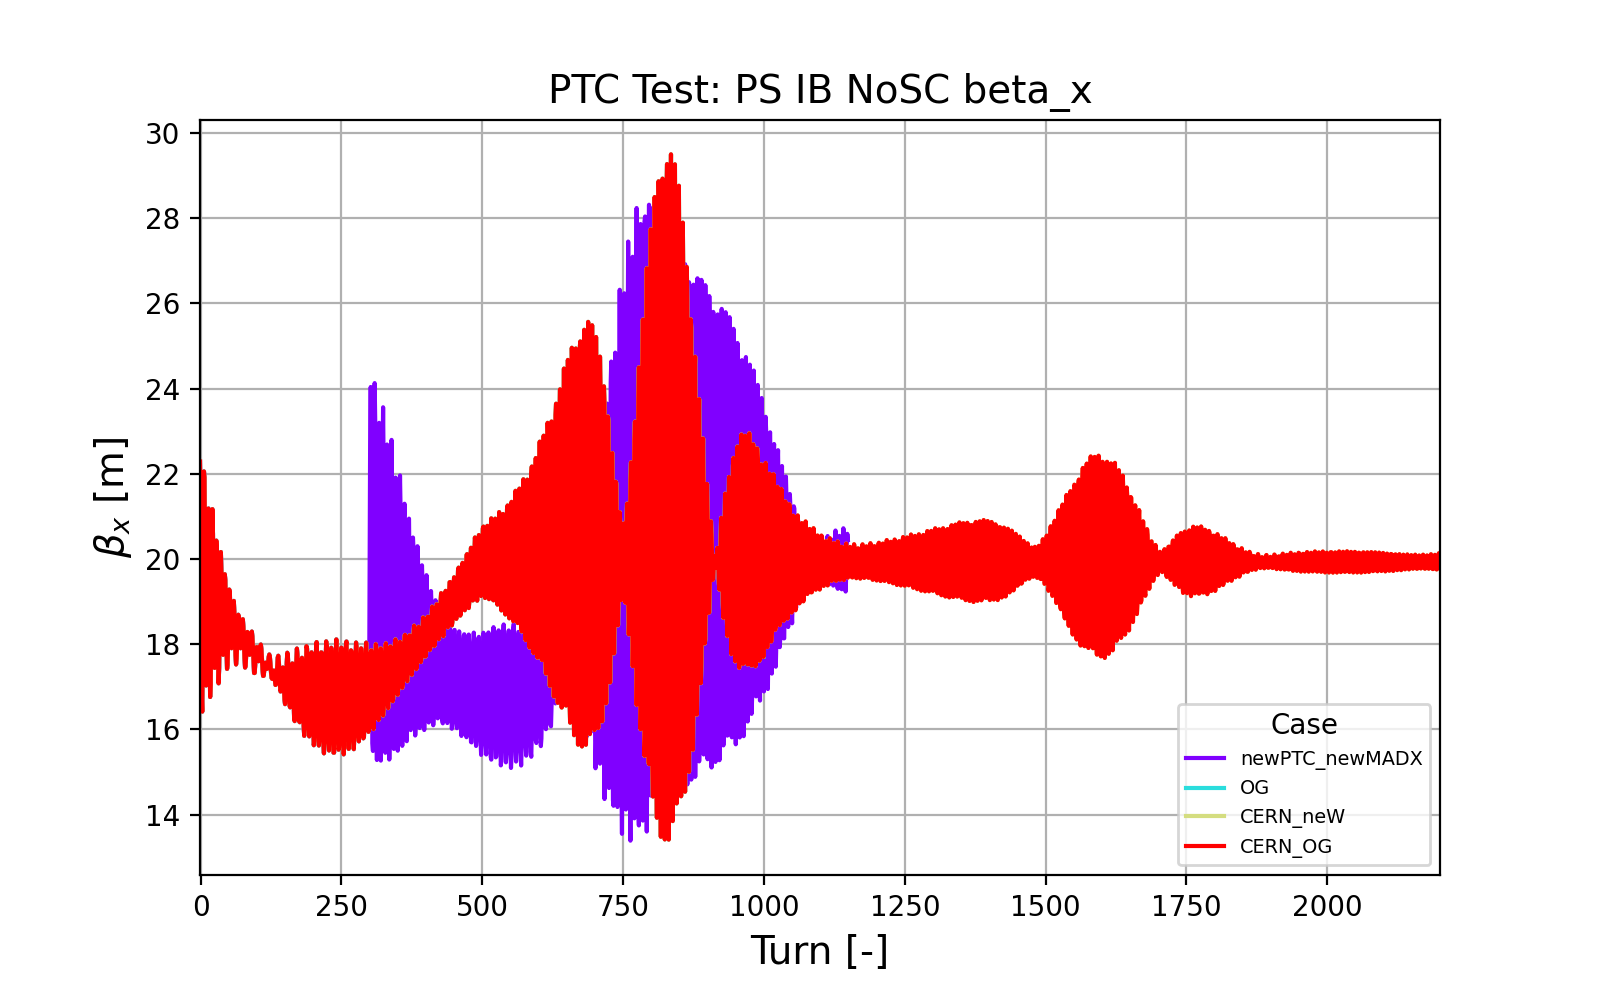 PTC Test: PS IB NoSC beta_x
30
28
26
24
22
20
18
16
14
βx [m]
0 250 500 750 1000 1250 1500 1750 2000
Turn [-]
Case
newPTC_newMADX
OG
CERN_neW
CERN_OG